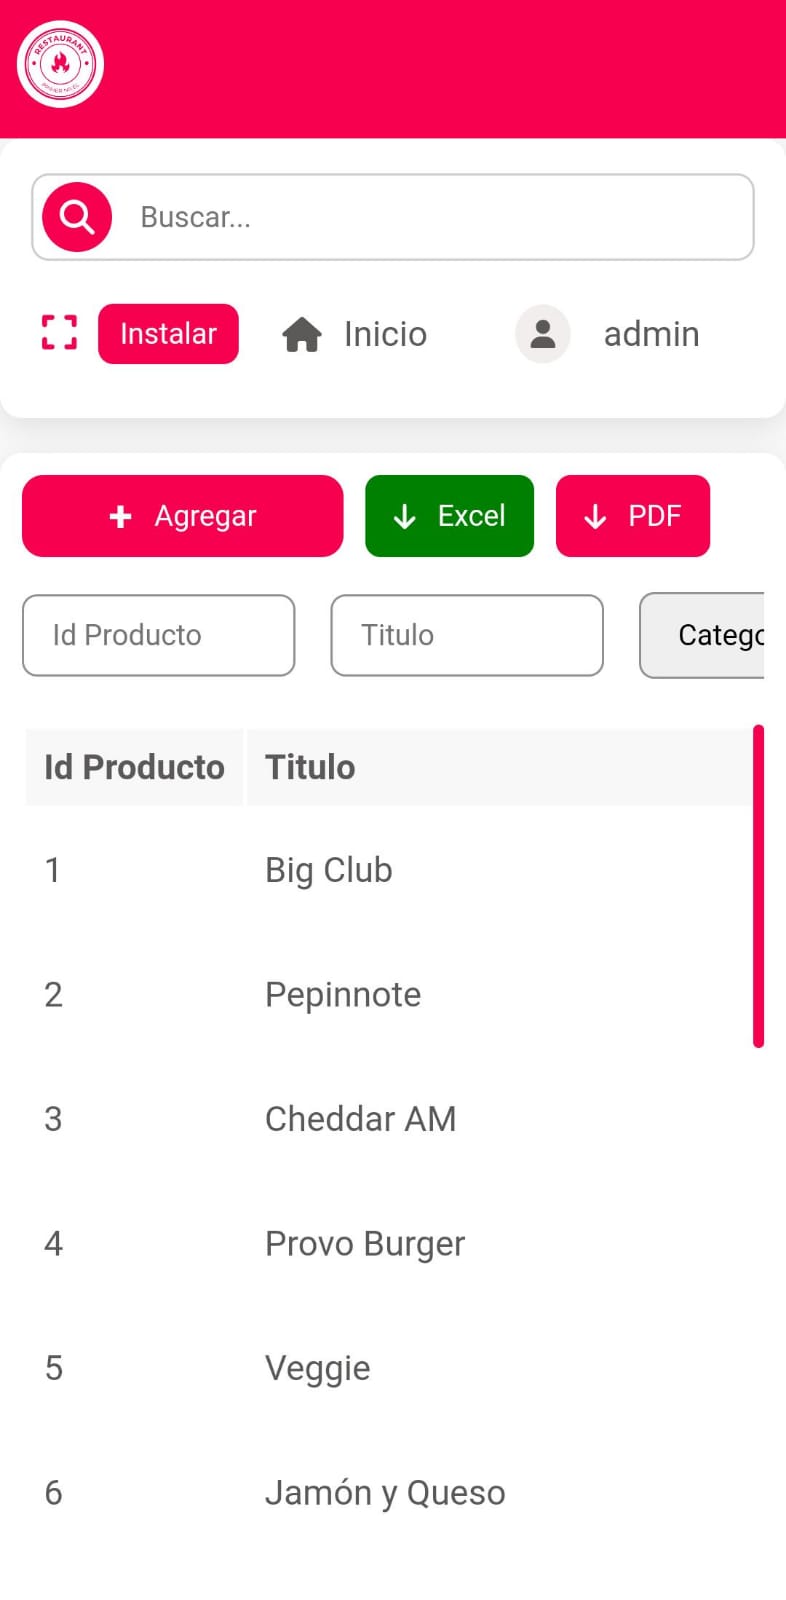 RESTAURANT
Buscar...
Instalar
Inicio
admin
Agregar
Excel
PDF
Id Producto
Titulo
Catego
Id Producto Titulo
1 Big Club
2 Pepinnote
3 Cheddar AM
4 Provo Burger
5 Veggie
6 Jamón y Queso